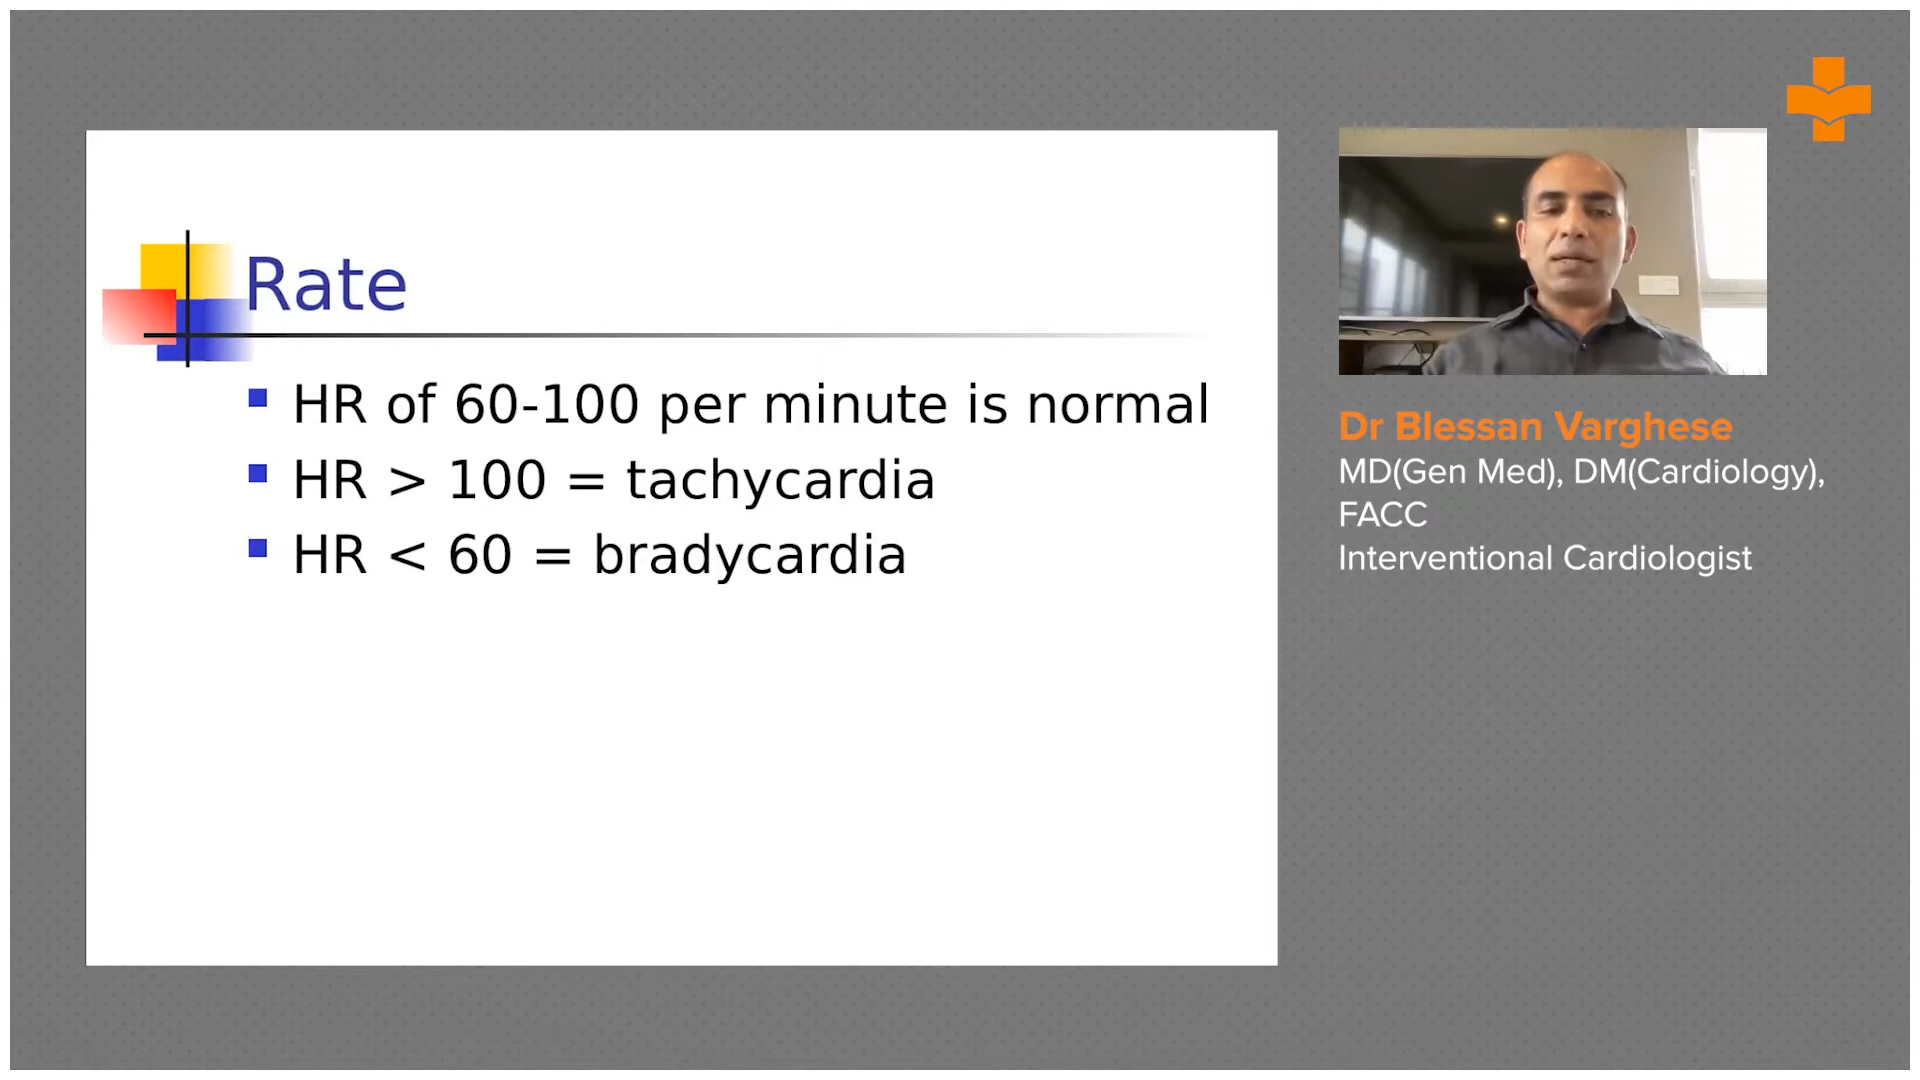 Rate
HR of 60-100 per minute is normal
HR > 100 = tachycardia
HR < 60 = bradycardia
Dr Blessan Varghese
MD(Gen Med), DM(Cardiology),
FACC
Interventional Cardiologist